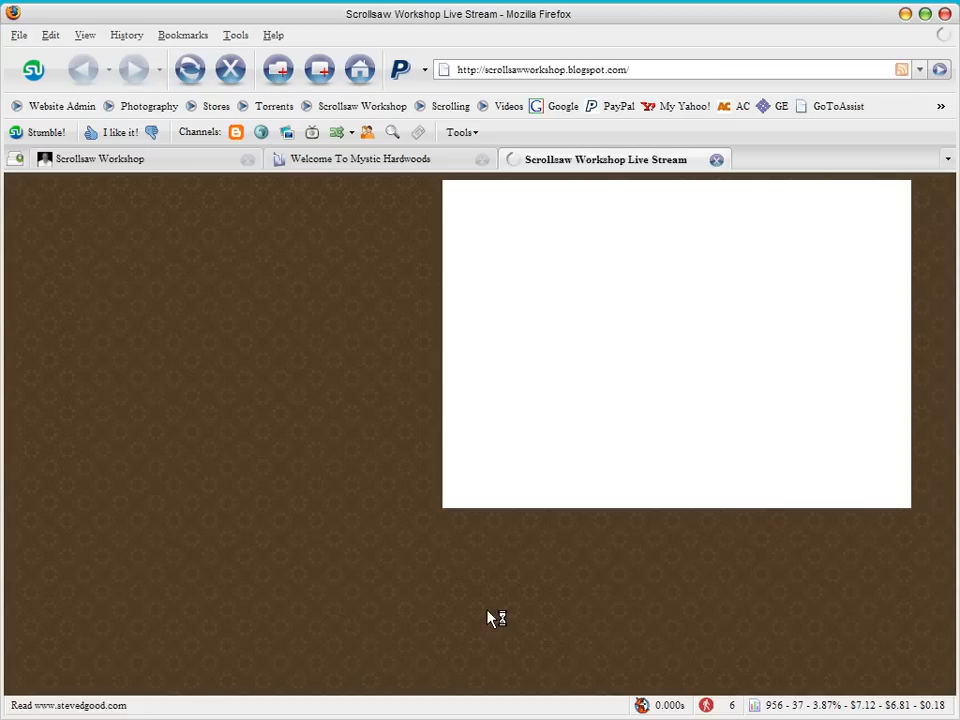 Scrollsaw Workshop Live Stream - Mozilla Firefox
File Edit View History Bookmarks Tools Help
http://scrollsawworkshop.blogspot.com/
Website Admin Photography Stores Torrents Scrollsaw Workshop Scrolling Videos Google PayPal My Yahoo! AC AC GE GoToAssist »
Stumble! I like it! Channels: Tools
Scrollsaw Workshop Welcome To Mystic Hardwoods Scrollsaw Workshop Live Stream
Read www.stevedgood.com 0.000s 6 956 - 37 - 3.87% - $7.12 - $6.81 - $0.18